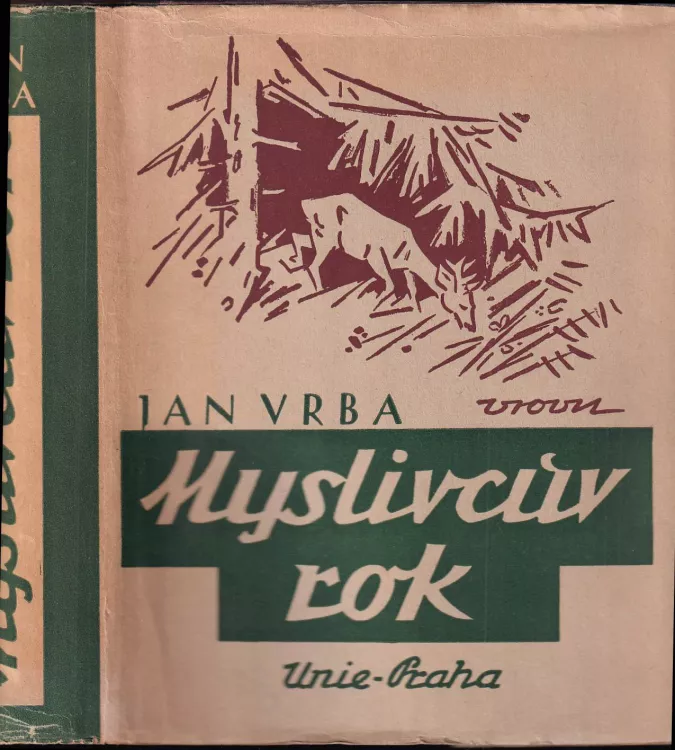 JAN VRBA
Myslivcův
rok
Unie-Praha